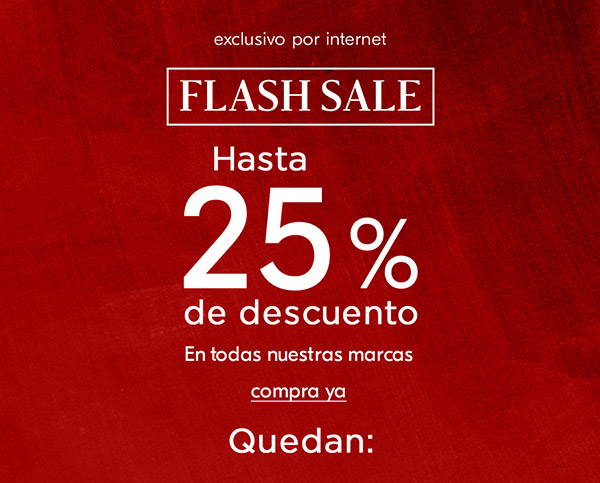 exclusivo por internet
FLASH SALE
Hasta
25%
de descuento
En todas nuestras marcas
compra ya
Quedan: